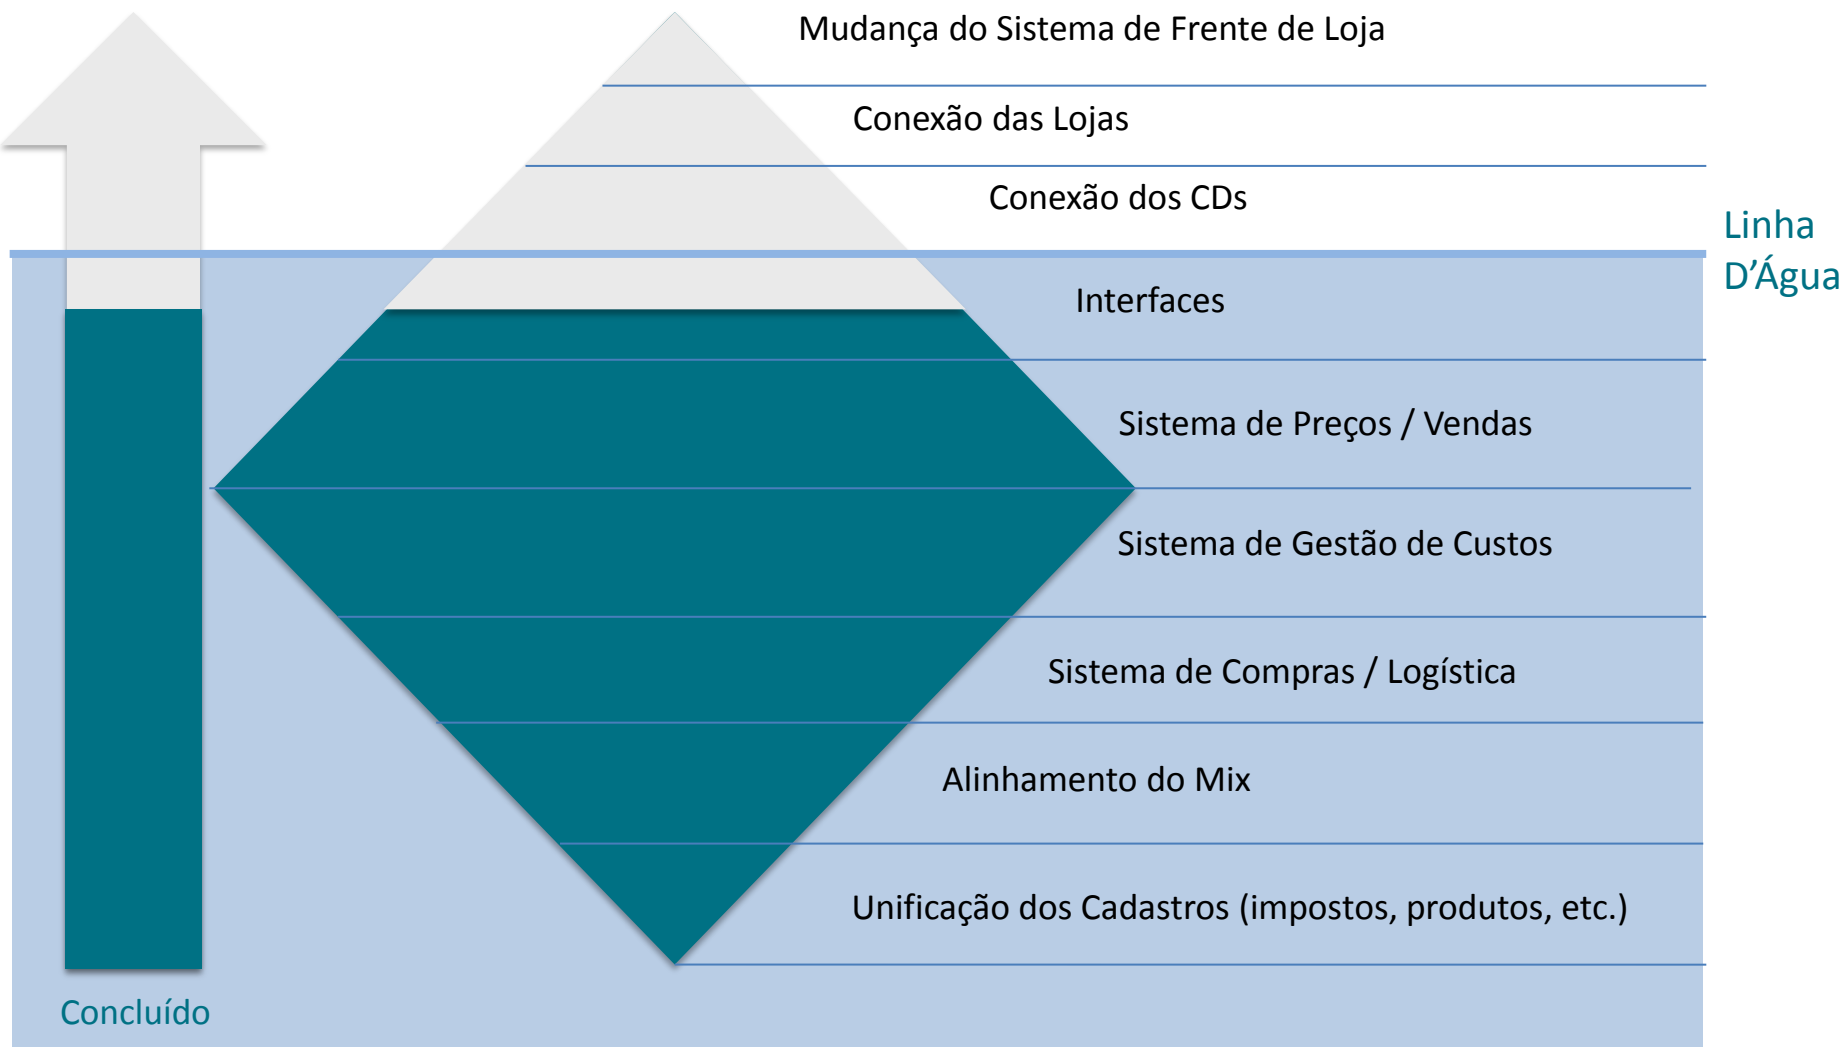 Mudança do Sistema de Frente de Loja
Conexão das Lojas
Conexão dos CDs
Linha
D’Água
Interfaces
Sistema de Preços / Vendas
Sistema de Gestão de Custos
Sistema de Compras / Logística
Alinhamento do Mix
Unificação dos Cadastros (impostos, produtos, etc.)
Concluído